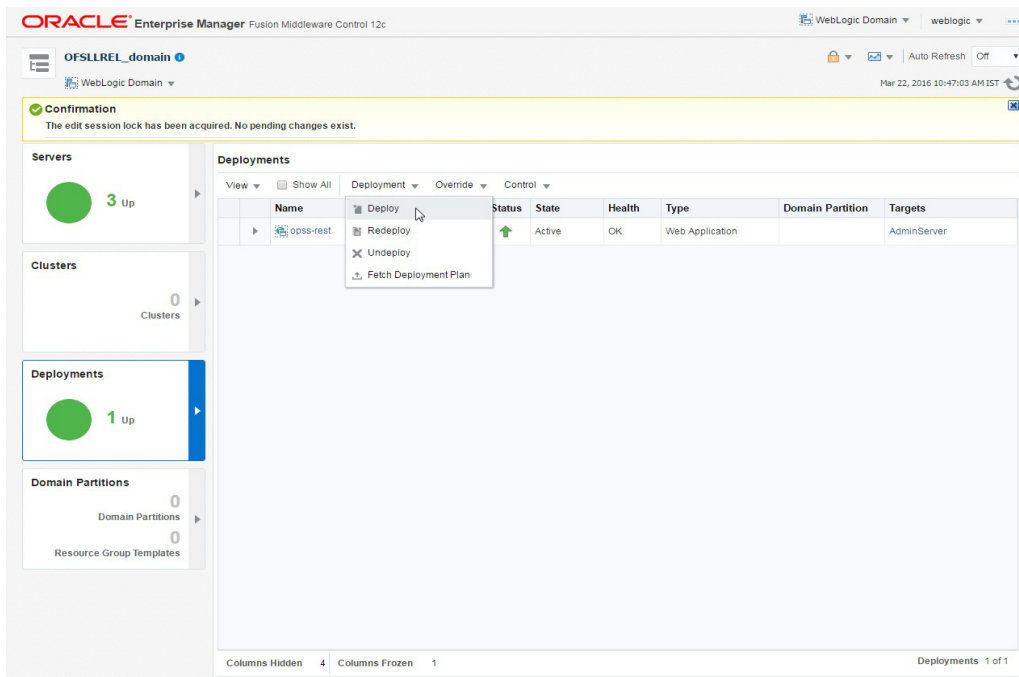 ORACLE Enterprise Manager Fusion Middleware Control 12c
WebLogic Domain
weblogic
OFSLLREL_domain
WebLogic Domain
Auto Refresh Off
Mar 22, 2016 10:47:03 AM IST
Confirmation
The edit session lock has been acquired. No pending changes exist.
Servers
3 Up
Clusters
0
Clusters
Deployments
1 Up
Domain Partitions
0
Domain Partitions
0
Resource Group Templates
Deployments
View Show All Deployment Override Control
Deploy
Redeploy
Undeploy
Fetch Deployment Plan
Name Status State Health Type Domain Partition Targets
opss-rest Active OK Web Application AdminServer
Columns Hidden 4 Columns Frozen 1
Deployments 1 of 1